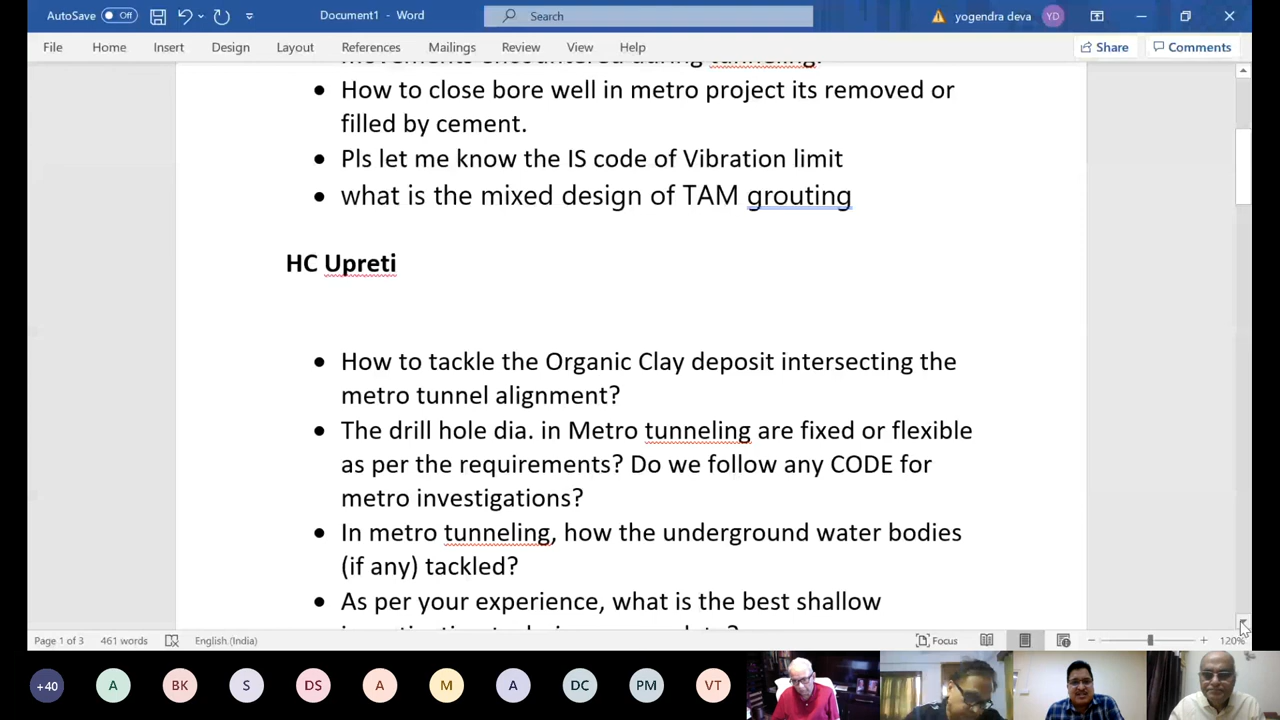 AutoSave Off Document1 - Word Search yogendra deva YD
File Home Insert Design Layout References Mailings Review View Help Share Comments
movements encountered during tunneling.
• How to close bore well in metro project its removed or
filled by cement.
• Pls let me know the IS code of Vibration limit
• what is the mixed design of TAM grouting
HC Upreti
• How to tackle the Organic Clay deposit intersecting the
metro tunnel alignment?
• The drill hole dia. in Metro tunneling are fixed or flexible
as per the requirements? Do we follow any CODE for
metro investigations?
• In metro tunneling, how the underground water bodies
(if any) tackled?
• As per your experience, what is the best shallow
Page 1 of 3 461 words English (India) Focus 120%
+40 A BK S DS A M A DC PM VT